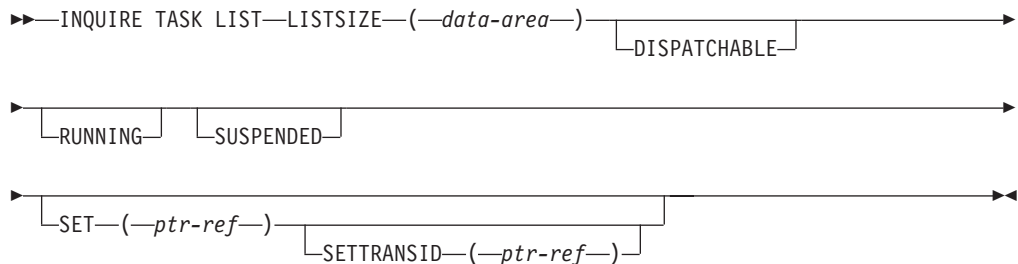 INQUIRE TASK LIST LISTSIZE ( data-area )
DISPATCHABLE
RUNNING SUSPENDED
SET ( ptr-ref )
SETTRANSID ( ptr-ref )